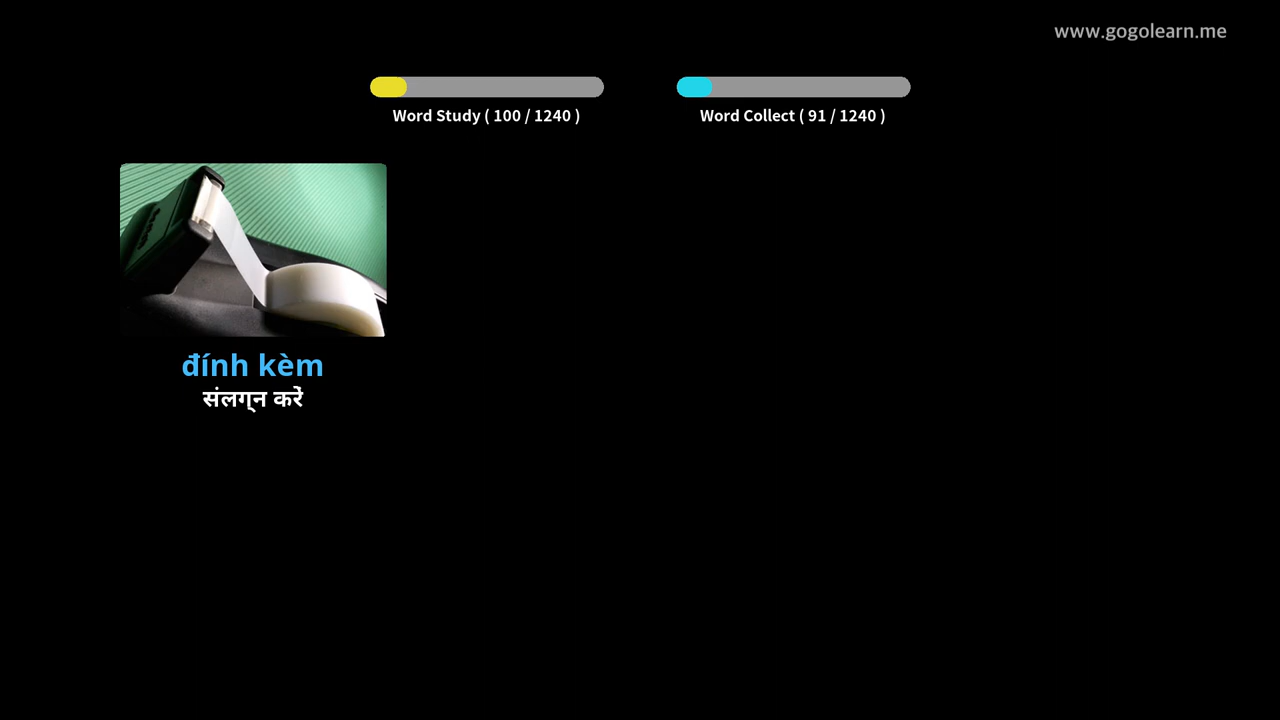 www.gogolearn.me
Word Study ( 100 / 1240 )
Word Collect ( 91 / 1240 )
đính kèm
संलग्न करें